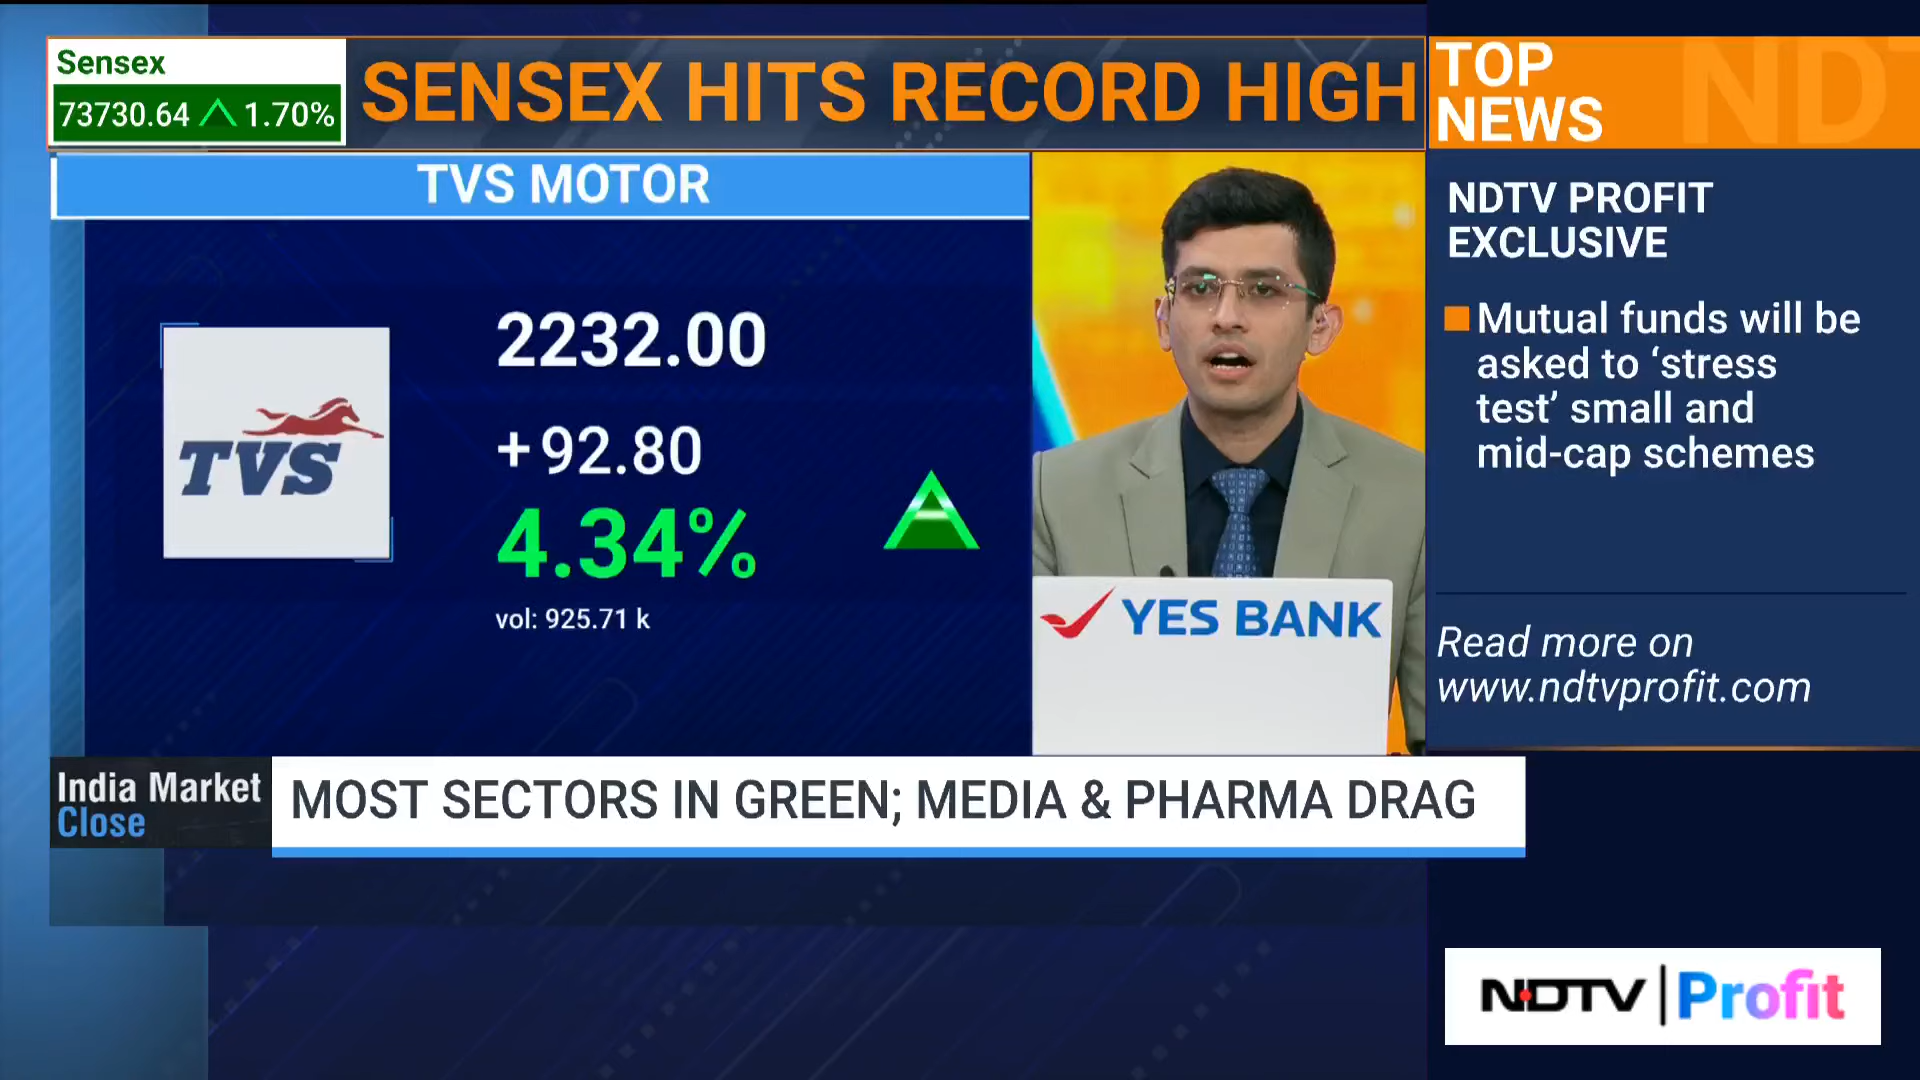 Sensex
73730.64 1.70%
SENSEX HITS RECORD HIGH
TOP
NEWS
NDT
TVS MOTOR
TVS
2232.00
+92.80
4.34%
vol: 925.71 k
YES BANK
NDTV PROFIT
EXCLUSIVE
Mutual funds will be
asked to ‘stress
test’ small and
mid-cap schemes
Read more on
www.ndtvprofit.com
India Market
Close
MOST SECTORS IN GREEN; MEDIA & PHARMA DRAG
NDTV Profit